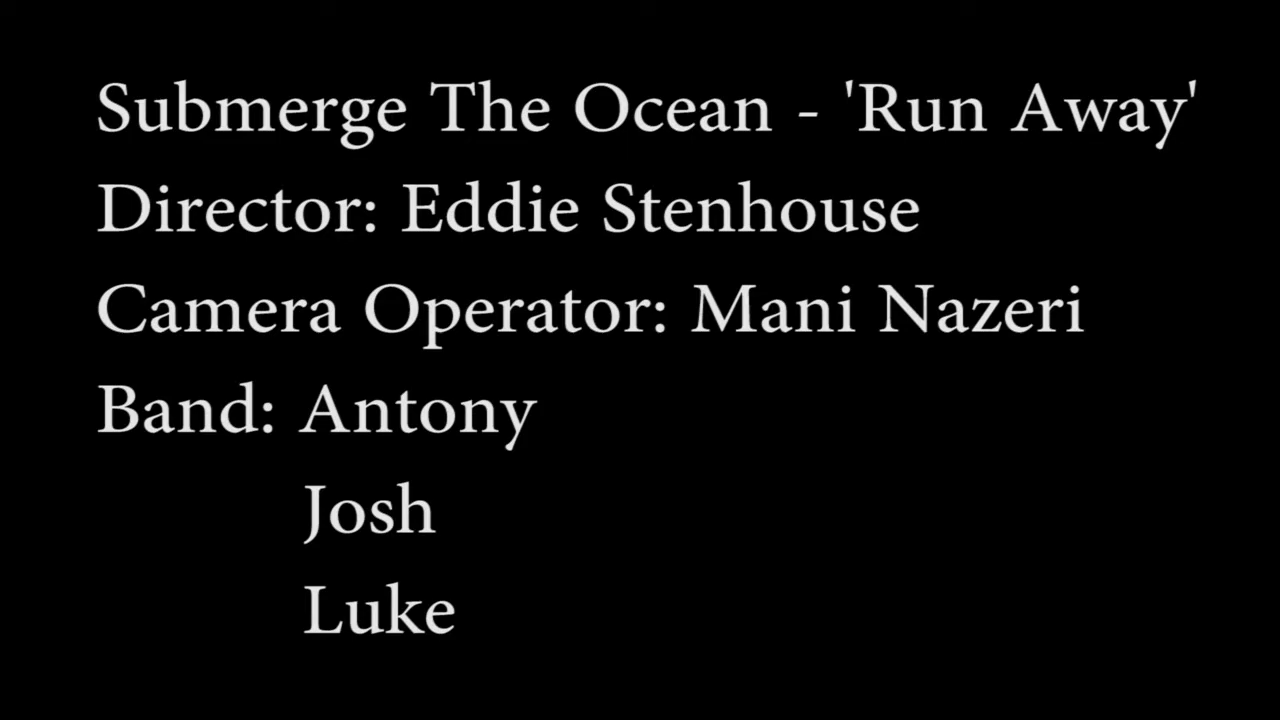 Submerge The Ocean - 'Run Away'
Director: Eddie Stenhouse
Camera Operator: Mani Nazeri
Band: Antony
Josh
Luke